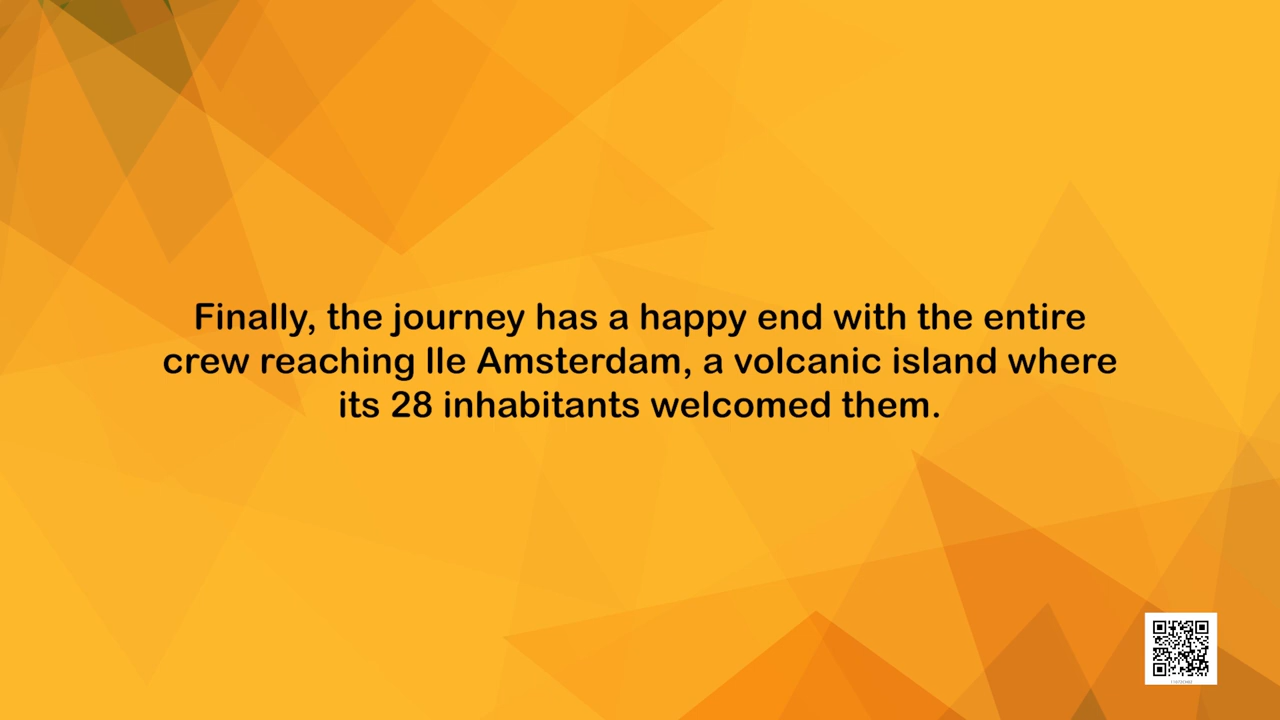 Finally, the journey has a happy end with the entire
crew reaching Ile Amsterdam, a volcanic island where
its 28 inhabitants welcomed them.